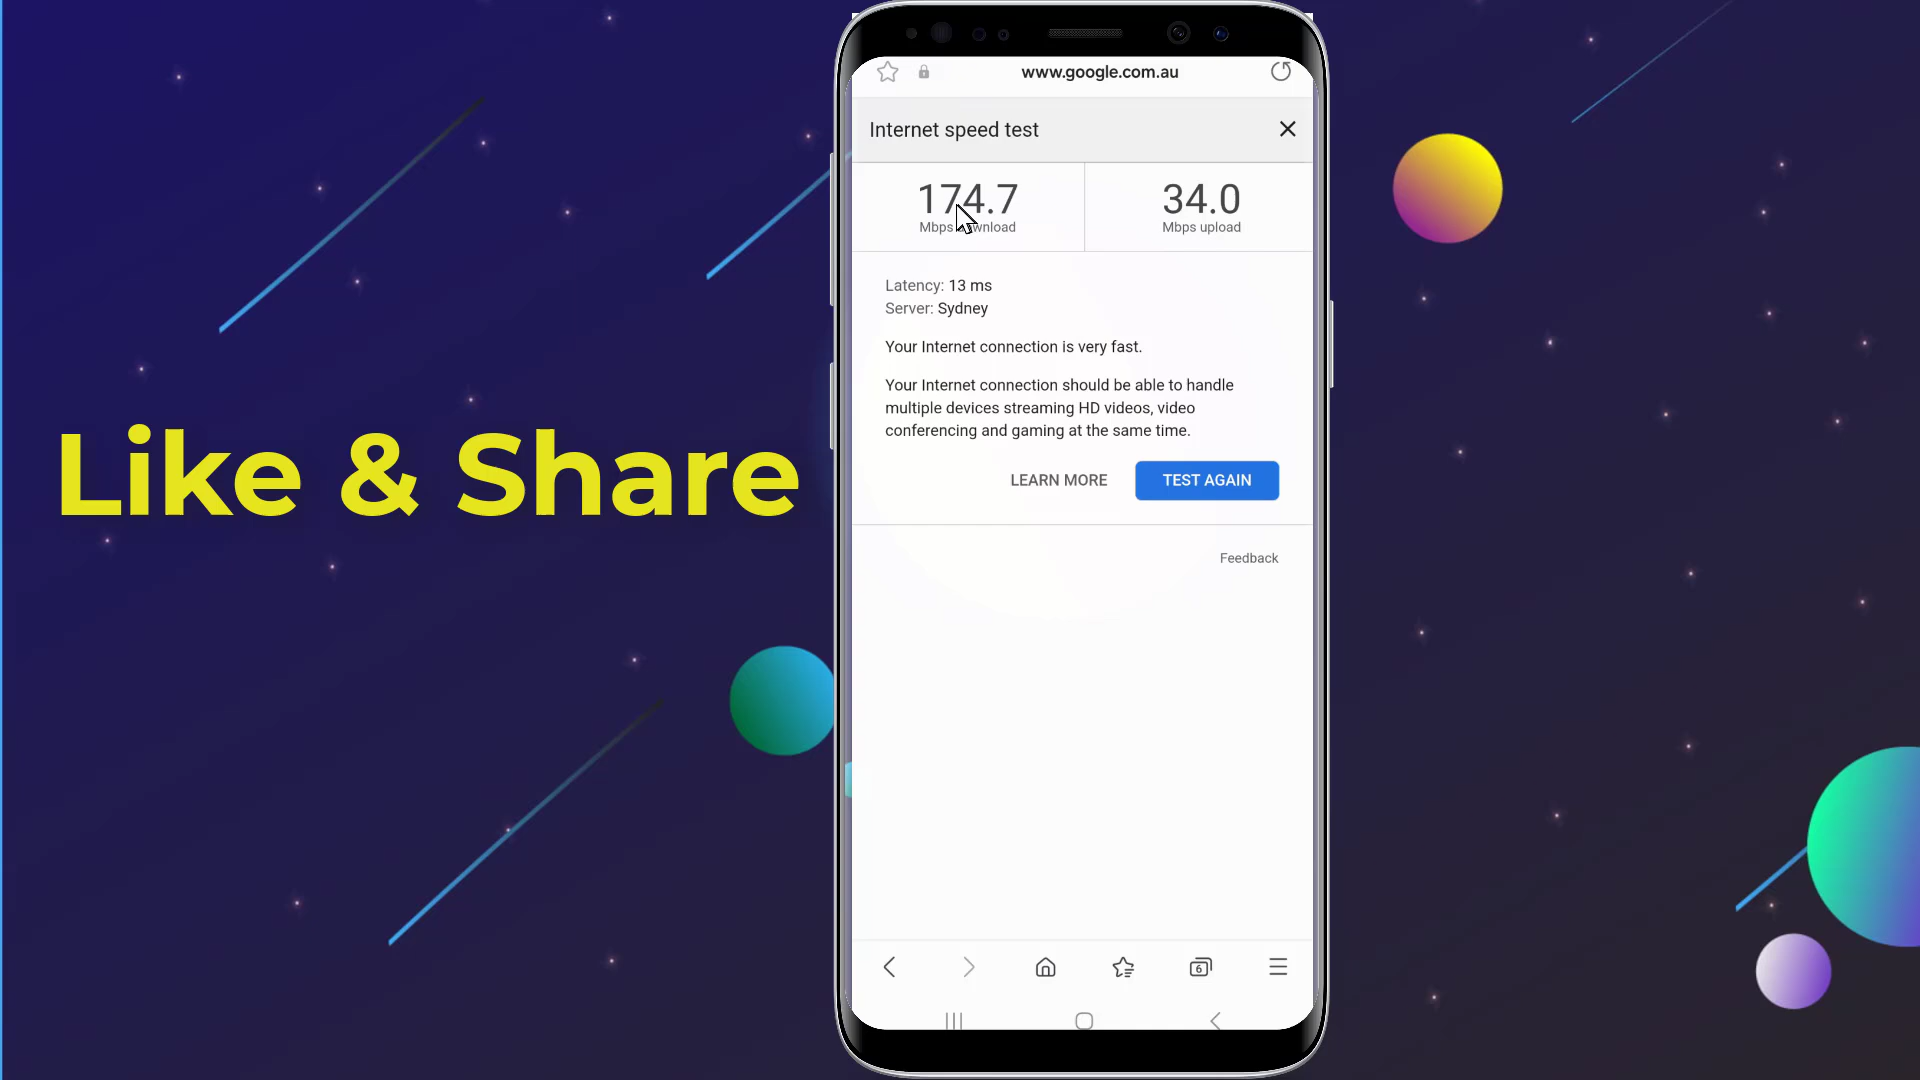 Like & Share
www.google.com.au
Internet speed test
174.7
Mbps download
34.0
Mbps upload
Latency: 13 ms
Server: Sydney
Your Internet connection is very fast.
Your Internet connection should be able to handle
multiple devices streaming HD videos, video
conferencing and gaming at the same time.
LEARN MORE
TEST AGAIN
Feedback
6